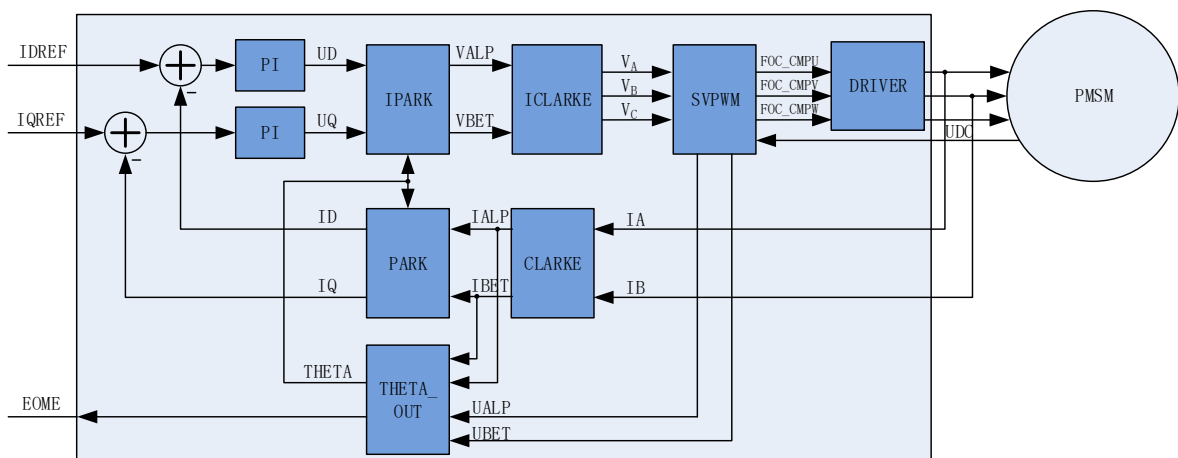 IDREF
IQREF
EOME
PI
UD
PI
UQ
IPARK
VALP
VBET
ICLARKE
V_A
V_B
V_C
SVPWM
FOC_CMPU
FOC_CMPV
FOC_CMPW
DRIVER
UDC
PMSM
-
-
ID
IQ
PARK
IALP
IBET
CLARKE
IA
IB
THETA
THETA_
OUT
UALP
UBET